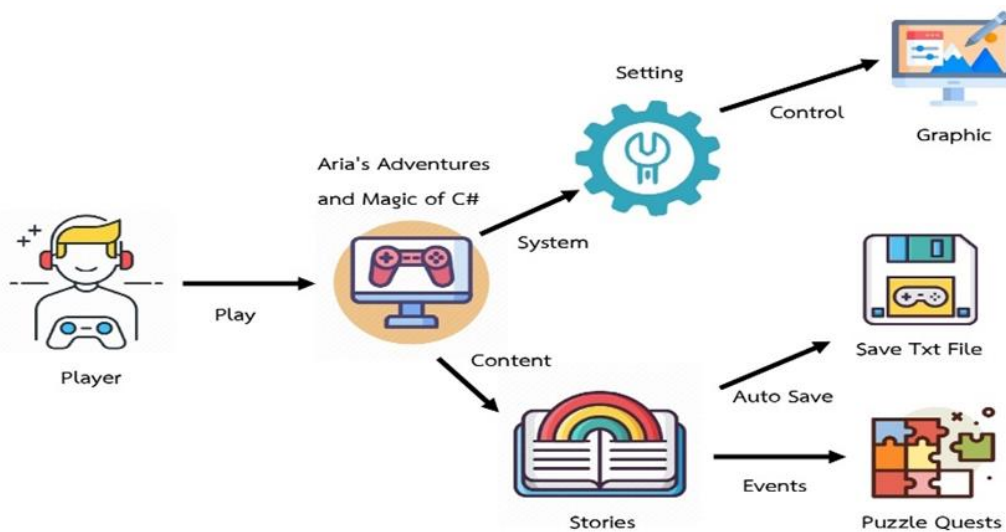 Setting
Control
Graphic
Aria's Adventures
and Magic of C#
System
Play
Player
Content
Save Txt File
Auto Save
Events
Stories
Puzzle Quests